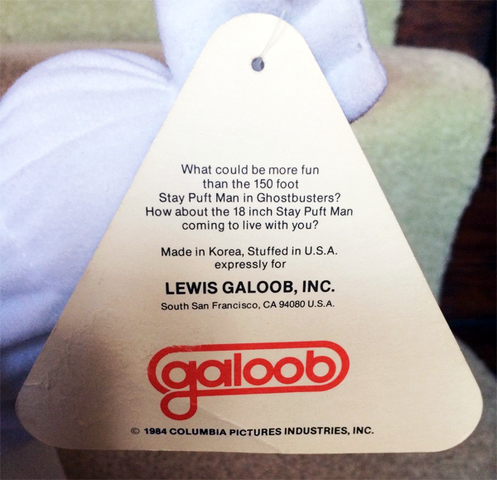 What could be more fun
than the 150 foot
Stay Puft Man in Ghostbusters?
How about the 18 inch Stay Puft Man
coming to live with you?
Made in Korea, Stuffed in U.S.A.
expressly for
LEWIS GALOOB, INC.
South San Francisco, CA 94080 U.S.A.
galoob
© 1984 COLUMBIA PICTURES INDUSTRIES, INC.